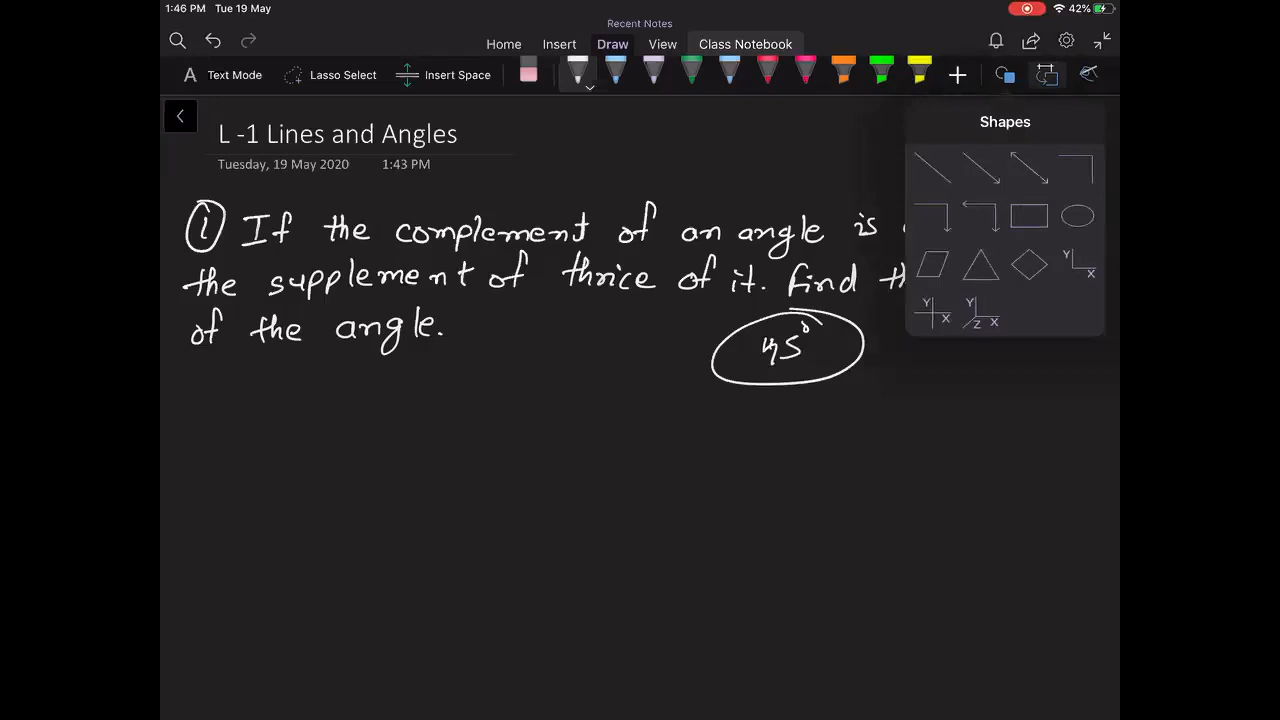 1:46 PM Tue 19 May
42%
Recent Notes
Home Insert Draw View Class Notebook
Text Mode Lasso Select Insert Space
Shapes
L -1 Lines and Angles
Tuesday, 19 May 2020 1:43 PM
① If the complement of an angle is
the supplement of thrice of it. Find
of the angle.
45°
Y X
Y X Y Z X